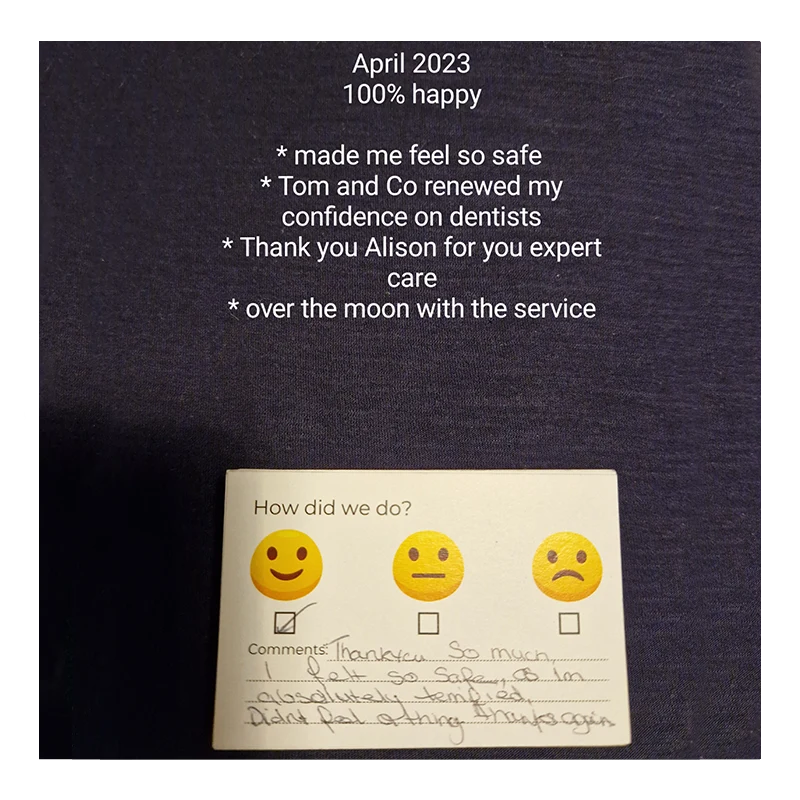 April 2023
100% happy
* made me feel so safe
* Tom and Co renewed my
confidence on dentists
* Thank you Alison for you expert
care
* over the moon with the service
How did we do?
Comments: Thankyou So much,
I felt so safe, as Im
absolutely terrified.
Didnt feel a thing Thanks again